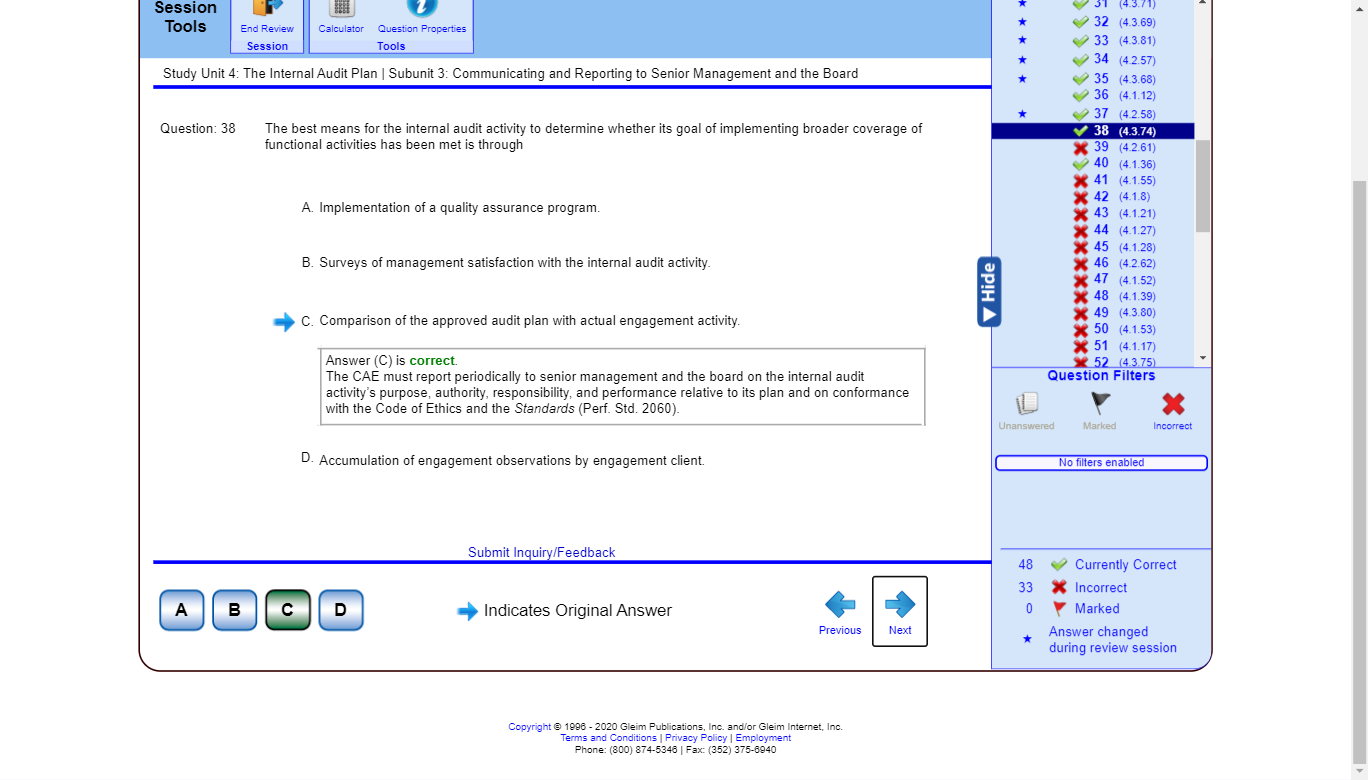 Session
Tools
End Review
Session
Calculator
Question Properties
Tools
Study Unit 4: The Internal Audit Plan | Subunit 3: Communicating and Reporting to Senior Management and the Board
Question: 38
The best means for the internal audit activity to determine whether its goal of implementing broader coverage of
functional activities has been met is through
A. Implementation of a quality assurance program.
B. Surveys of management satisfaction with the internal audit activity.
C. Comparison of the approved audit plan with actual engagement activity.
Answer (C) is correct.
The CAE must report periodically to senior management and the board on the internal audit
activity's purpose, authority, responsibility, and performance relative to its plan and on conformance
with the Code of Ethics and the Standards (Perf. Std. 2060).
D. Accumulation of engagement observations by engagement client.
Submit Inquiry/Feedback
A
B
C
D
Indicates Original Answer
Previous
Next
Hide
31 (4.3.71)
32 (4.3.69)
33 (4.3.81)
34 (4.2.57)
35 (4.3.68)
36 (4.1.12)
37 (4.2.58)
38 (4.3.74)
39 (4.2.61)
40 (4.1.36)
41 (4.1.55)
42 (4.1.8)
43 (4.1.21)
44 (4.1.27)
45 (4.1.28)
46 (4.2.62)
47 (4.1.52)
48 (4.1.39)
49 (4.3.80)
50 (4.1.53)
51 (4.1.17)
52 (4.3.75)
Question Filters
Unanswered
Marked
Incorrect
No filters enabled
48 Currently Correct
33 Incorrect
0 Marked
Answer changed
during review session
Copyright © 1996 - 2020 Gleim Publications, Inc. and/or Gleim Internet, Inc.
Terms and Conditions | Privacy Policy | Employment
Phone: (800) 874-5346 | Fax: (352) 375-6940